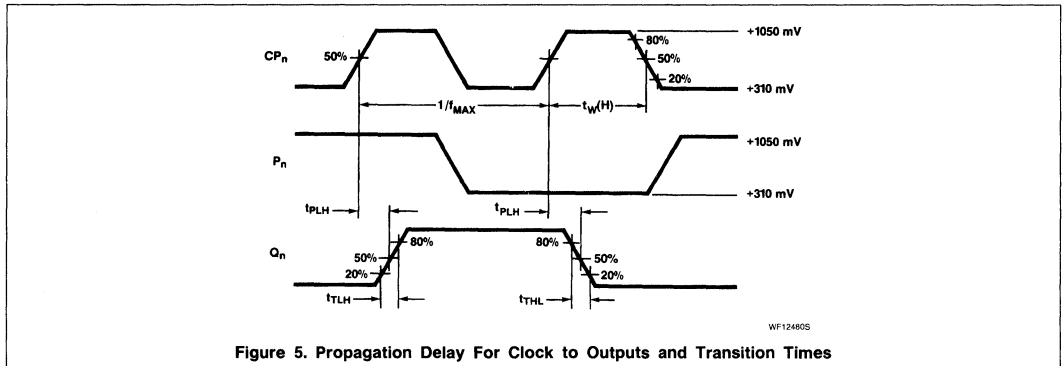 +1050 mV
80%
CPn
50%
50%
20%
+310 mV
1/fMAX
tW(H)
+1050 mV
Pn
+310 mV
tPLH
tPLH
Qn
80%
80%
50%
50%
20%
20%
tTLH
tTHL
WF12480S
Figure 5. Propagation Delay For Clock to Outputs and Transition Times